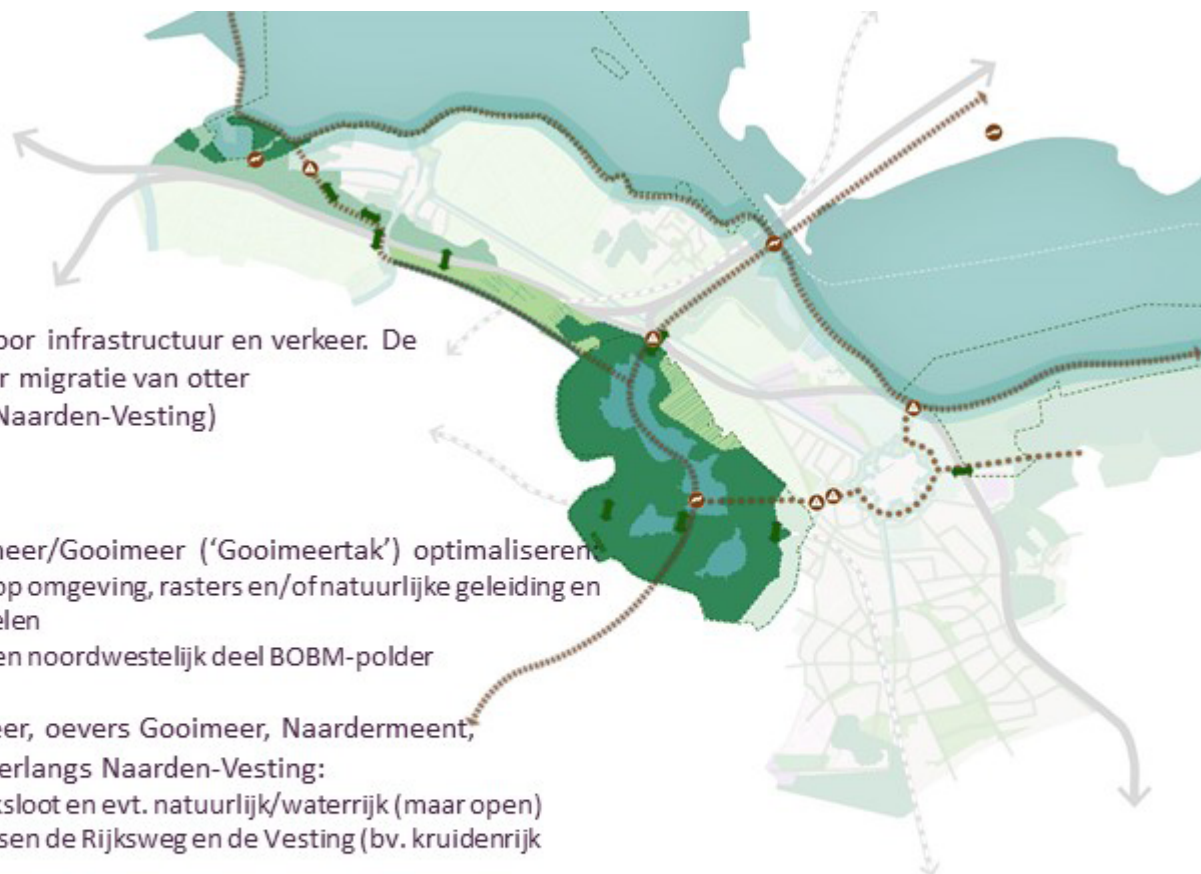 oor infrastructuur en verkeer. De
r migratie van otter
Naarden-Vesting)
neer/Gooimeer (‘Gooimeertak’) optimaliseren:
op omgeving, rasters en/of natuurlijke geleiding en
elen
en noordwestelijk deel BOBM-polder
eer, oevers Gooimeer, Naardermeent,
erlangs Naarden-Vesting:
ksloot en evt. natuurlijk/waterrijk (maar open)
sen de Rijksweg en de Vesting (bv. kruidenrijk